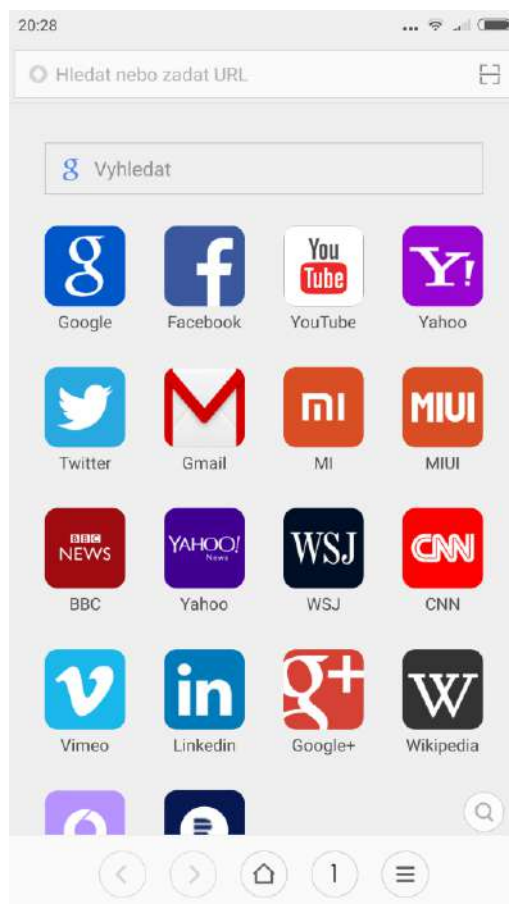 20:28
Hledat nebo zadat URL
g Vyhledat
g f You Tube Y!
Google Facebook YouTube Yahoo
M MI MIUI
Twitter Gmail MI MIUI
BBC NEWS YAHOO! News WSJ CNN
BBC Yahoo WSJ CNN
v in g+ W
Vimeo Linkedin Google+ Wikipedia
1